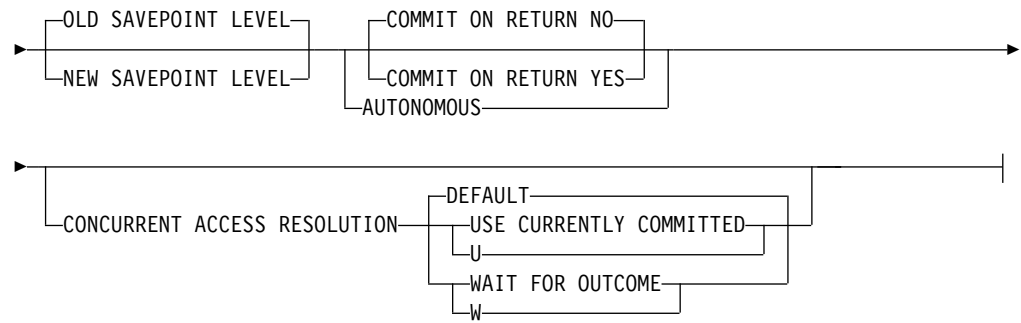 OLD SAVEPOINT LEVEL COMMIT ON RETURN NO
NEW SAVEPOINT LEVEL COMMIT ON RETURN YES
AUTONOMOUS
DEFAULT
CONCURRENT ACCESS RESOLUTION USE CURRENTLY COMMITTED
U
WAIT FOR OUTCOME
W